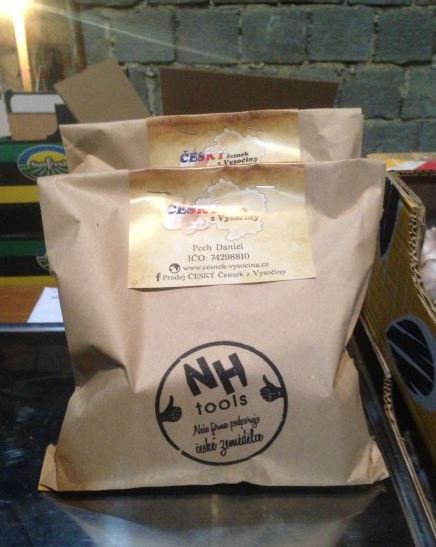 Sunfresh
ČESKÝ česnek
z Vysočiny
ČESKÝ
z Vysočiny
Pech Daniel
IČO: 74298810
www.cesnek-vysocina.cz
Prodej ČESKÝ Česnek z Vysočiny
NH
tools
Naše firma podporuje
české zemědělce